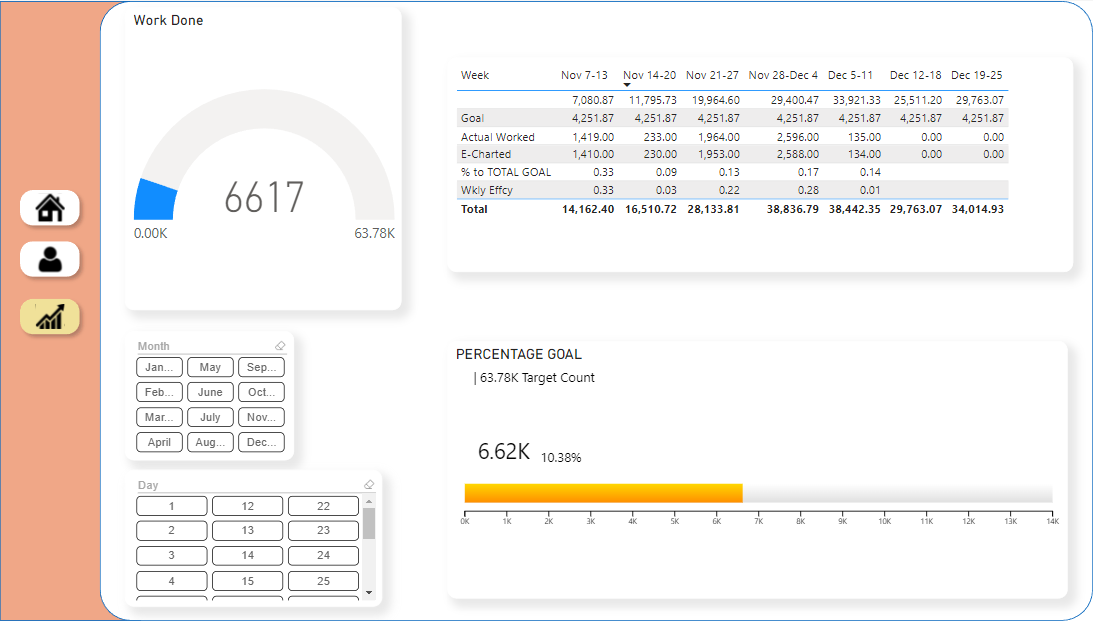 Work Done
6617
0.00K 63.78K
Week Nov 7-13 Nov 14-20 Nov 21-27 Nov 28-Dec 4 Dec 5-11 Dec 12-18 Dec 19-25
7,080.87 11,795.73 19,964.60 29,400.47 33,921.33 25,511.20 29,763.07
Goal 4,251.87 4,251.87 4,251.87 4,251.87 4,251.87 4,251.87 4,251.87
Actual Worked 1,419.00 233.00 1,964.00 2,596.00 135.00 0.00 0.00
E-Charted 1,410.00 230.00 1,953.00 2,588.00 134.00 0.00 0.00
% to TOTAL GOAL 0.33 0.09 0.13 0.17 0.14
Wkly Effcy 0.33 0.03 0.22 0.28 0.01
Total 14,162.40 16,510.72 28,133.81 38,836.79 38,442.35 29,763.07 34,014.93
Month
Jan... May Sep...
Feb... June Oct...
Mar... July Nov...
April Aug... Dec...
Day
1 12 22
2 13 23
3 14 24
4 15 25
PERCENTAGE GOAL
| 63.78K Target Count
6.62K 10.38%
0K 1K 2K 3K 4K 5K 6K 7K 8K 9K 10K 11K 12K 13K 14K